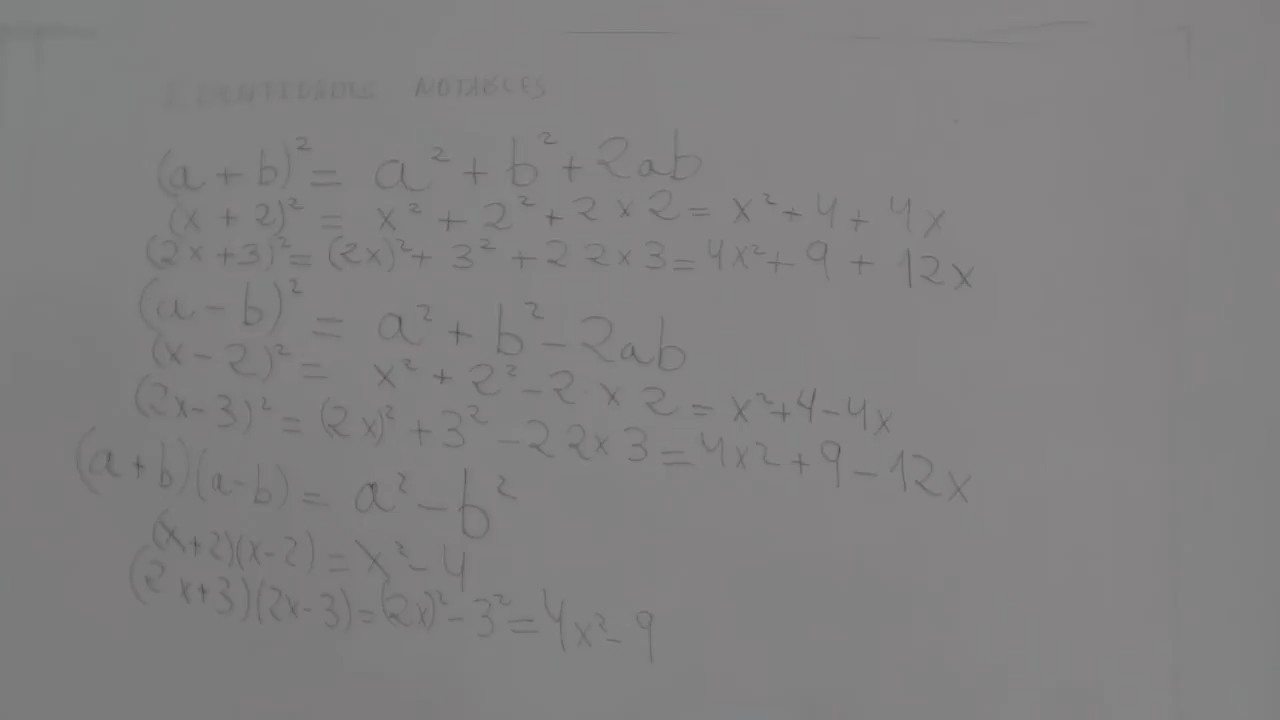 IDENTIDADES NOTABLES
(a + b)² = a² + b² + 2ab
(x + 2)² = x² + 2² + 2 x 2 = x² + 4 + 4x
(2x + 3)² = (2x)² + 3² + 2 2x 3 = 4x² + 9 + 12x
(a - b)² = a² + b² - 2ab
(x - 2)² = x² + 2² - 2 x 2 = x² + 4 - 4x
(2x - 3)² = (2x)² + 3² - 2 2x 3 = 4x2 + 9 - 12x
(a + b)(a - b) = a² - b²
(x + 2)(x - 2) = x² - 4
(2x + 3)(2x - 3) = (2x)² - 3² = 4x² - 9